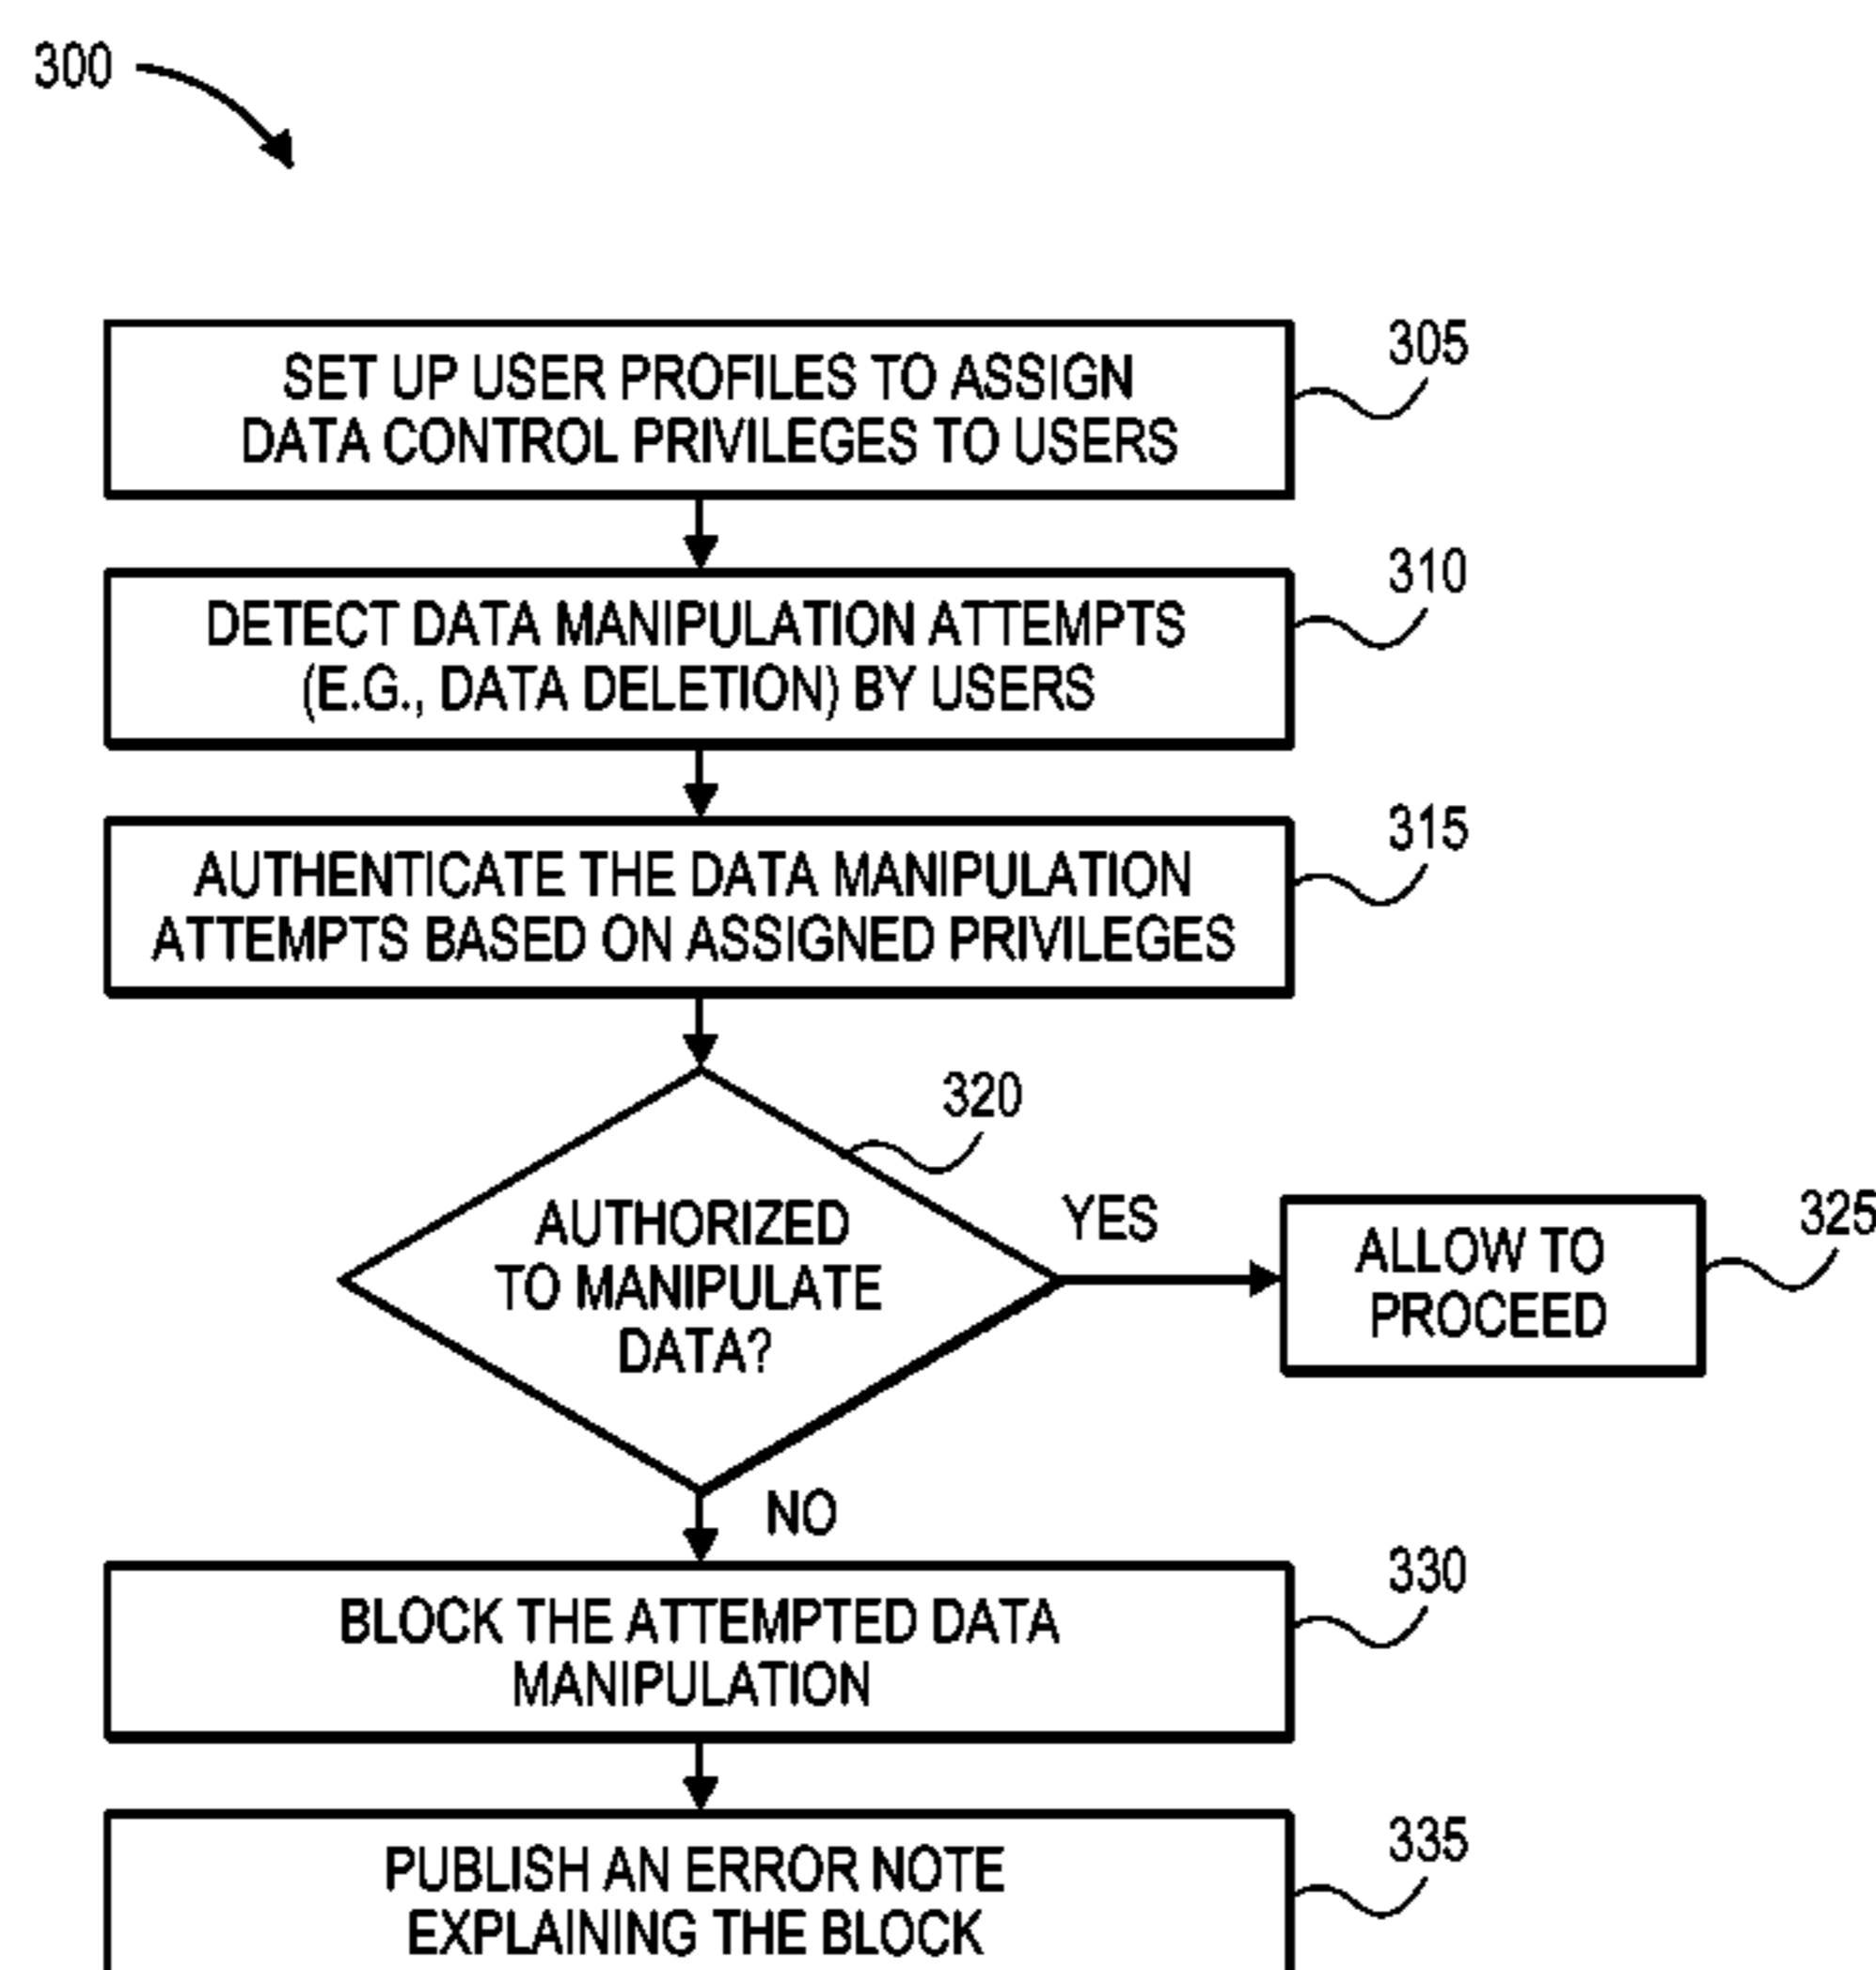 300
SET UP USER PROFILES TO ASSIGN
DATA CONTROL PRIVILEGES TO USERS
305
DETECT DATA MANIPULATION ATTEMPTS
(E.G., DATA DELETION) BY USERS
310
AUTHENTICATE THE DATA MANIPULATION
ATTEMPTS BASED ON ASSIGNED PRIVILEGES
315
320
AUTHORIZED
TO MANIPULATE
DATA?
YES
ALLOW TO
PROCEED
325
NO
BLOCK THE ATTEMPTED DATA
MANIPULATION
330
PUBLISH AN ERROR NOTE
EXPLAINING THE BLOCK
335